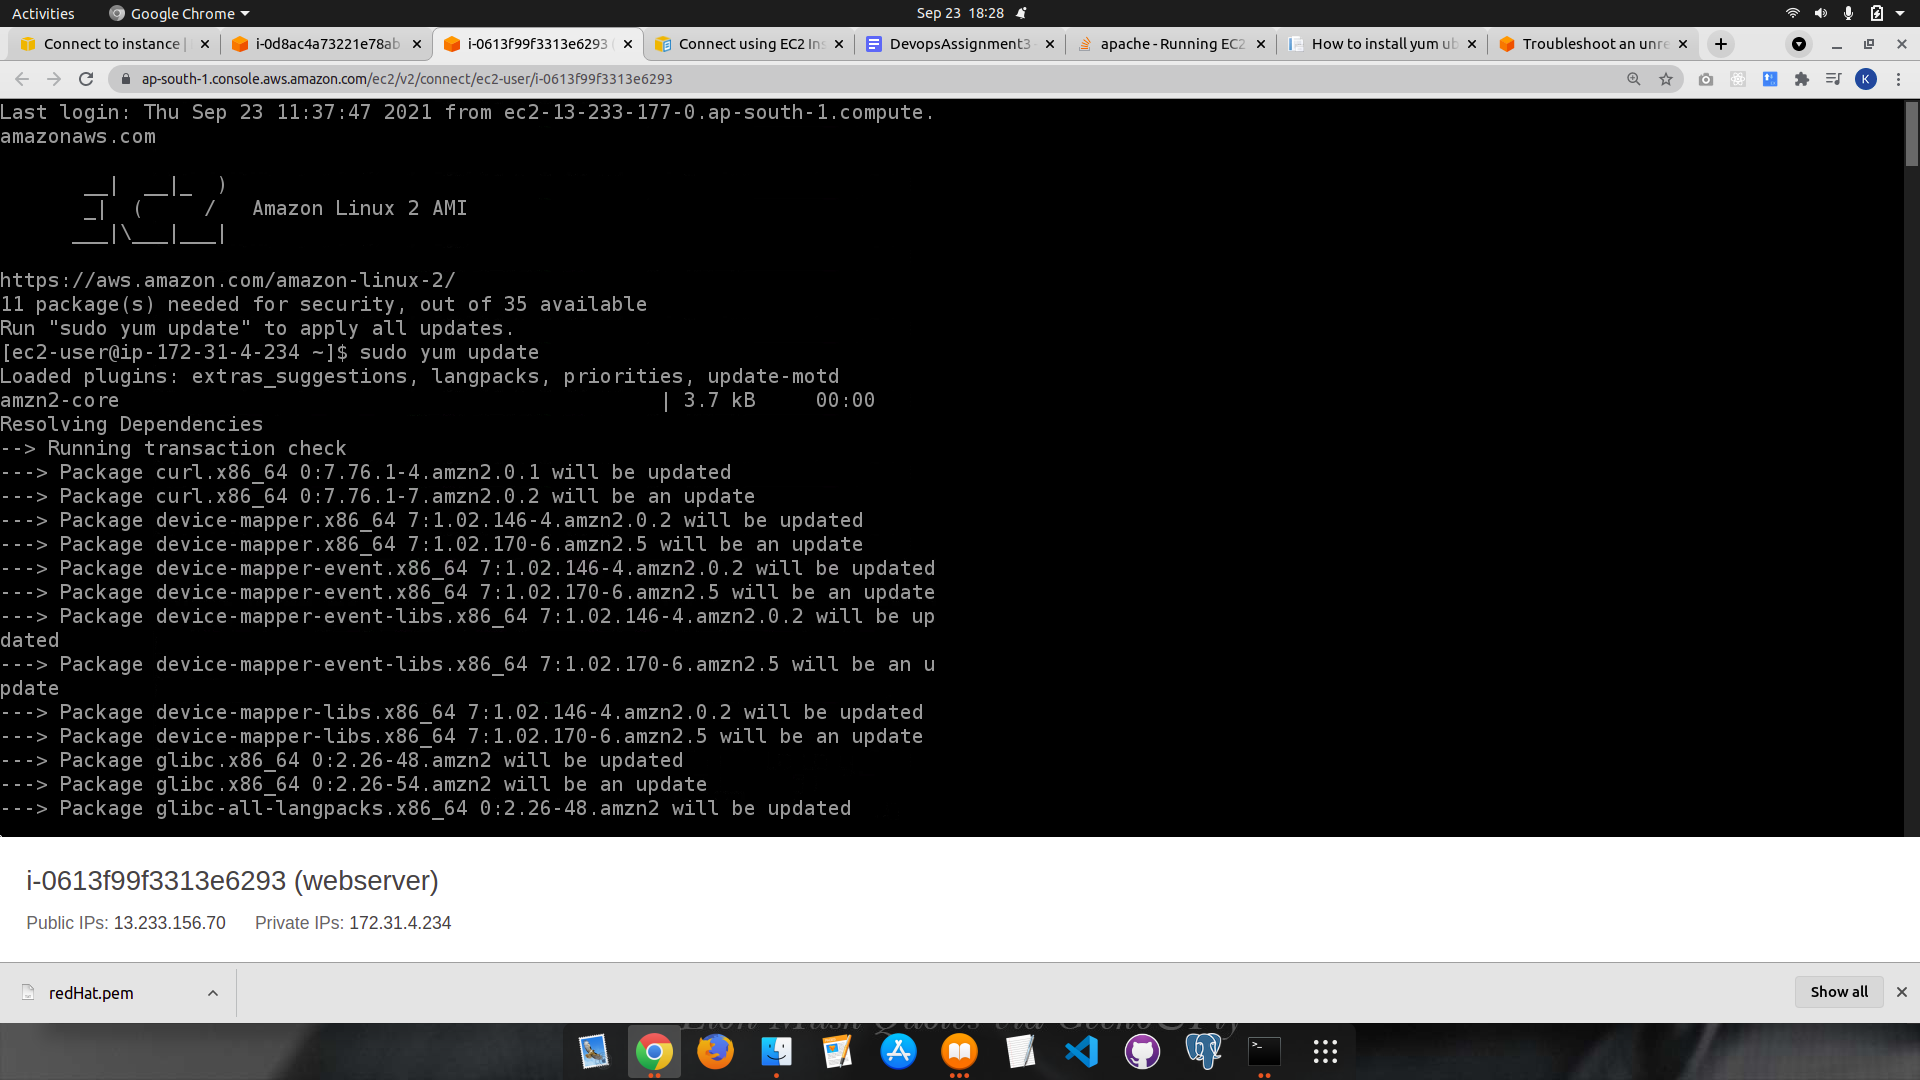 Activities
Google Chrome
Sep 23 18:28
Connect to instance |
i-0d8ac4a73221e78ab
i-0613f99f3313e6293
Connect using EC2 Ins
DevopsAssignment3
apache - Running EC2
How to install yum ub
Troubleshoot an unre
ap-south-1.console.aws.amazon.com/ec2/v2/connect/ec2-user/i-0613f99f3313e6293
K
Last login: Thu Sep 23 11:37:47 2021 from ec2-13-233-177-0.ap-south-1.compute.
amazonaws.com
__|  __|_  )
_|  (     /   Amazon Linux 2 AMI
___|\___|___|
https://aws.amazon.com/amazon-linux-2/
11 package(s) needed for security, out of 35 available
Run "sudo yum update" to apply all updates.
[ec2-user@ip-172-31-4-234 ~]$ sudo yum update
Loaded plugins: extras_suggestions, langpacks, priorities, update-motd
amzn2-core | 3.7 kB 00:00
Resolving Dependencies
--> Running transaction check
---> Package curl.x86_64 0:7.76.1-4.amzn2.0.1 will be updated
---> Package curl.x86_64 0:7.76.1-7.amzn2.0.2 will be an update
---> Package device-mapper.x86_64 7:1.02.146-4.amzn2.0.2 will be updated
---> Package device-mapper.x86_64 7:1.02.170-6.amzn2.5 will be an update
---> Package device-mapper-event.x86_64 7:1.02.146-4.amzn2.0.2 will be updated
---> Package device-mapper-event.x86_64 7:1.02.170-6.amzn2.5 will be an update
---> Package device-mapper-event-libs.x86_64 7:1.02.146-4.amzn2.0.2 will be up
dated
---> Package device-mapper-event-libs.x86_64 7:1.02.170-6.amzn2.5 will be an u
pdate
---> Package device-mapper-libs.x86_64 7:1.02.146-4.amzn2.0.2 will be updated
---> Package device-mapper-libs.x86_64 7:1.02.170-6.amzn2.5 will be an update
---> Package glibc.x86_64 0:2.26-48.amzn2 will be updated
---> Package glibc.x86_64 0:2.26-54.amzn2 will be an update
---> Package glibc-all-langpacks.x86_64 0:2.26-48.amzn2 will be updated
i-0613f99f3313e6293 (webserver)
Public IPs: 13.233.156.70 Private IPs: 172.31.4.234
redHat.pem
Show all